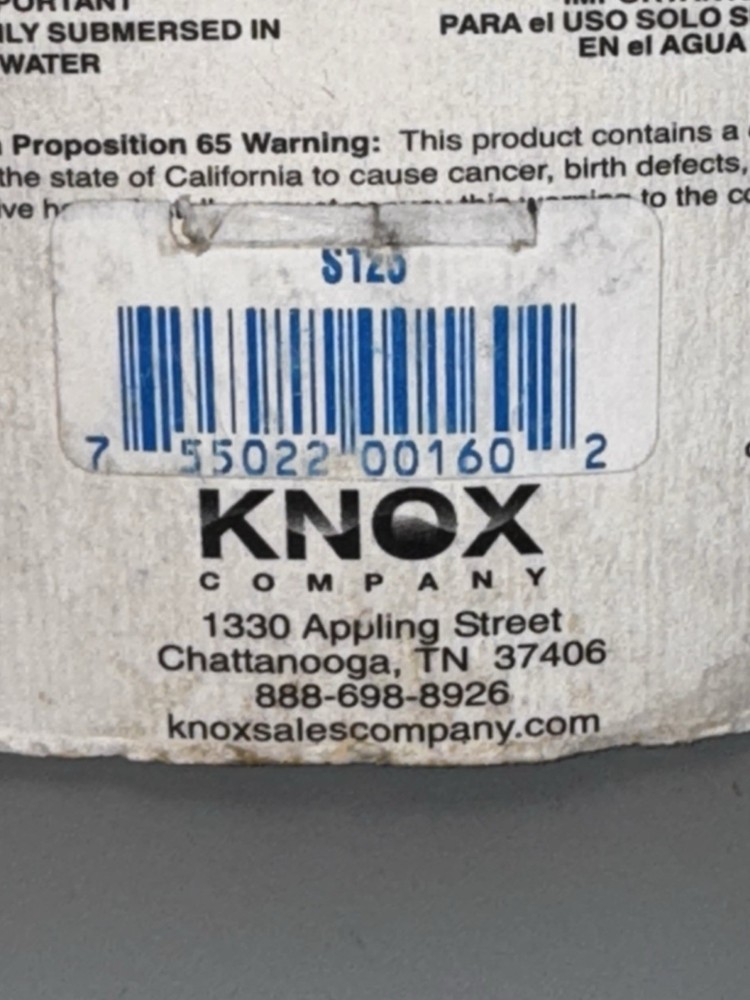 PORTANT
ILY SUBMERSED IN
WATER
PARA el USO SOLO S
EN el AGUA
Proposition 65 Warning: This product contains a
the state of California to cause cancer, birth defects,
ive to the co
S125
7 55022 00160 2
KNOX
COMPANY
1330 Appling Street
Chattanooga, TN 37406
888-698-8926
knoxsalescompany.com